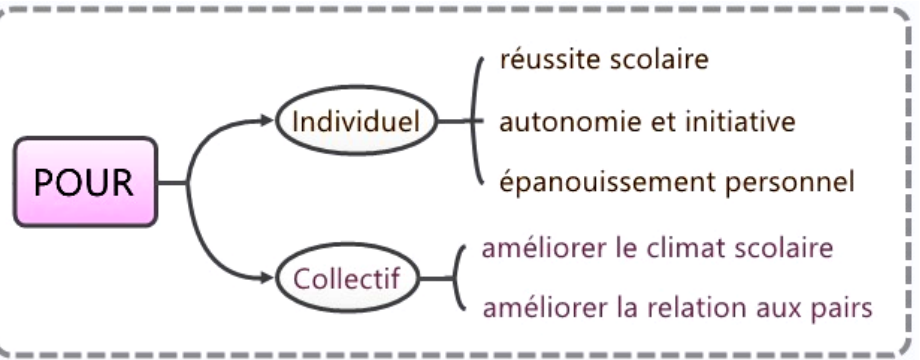 POUR
Individuel
réussite scolaire
autonomie et initiative
épanouissement personnel
Collectif
améliorer le climat scolaire
améliorer la relation aux pairs